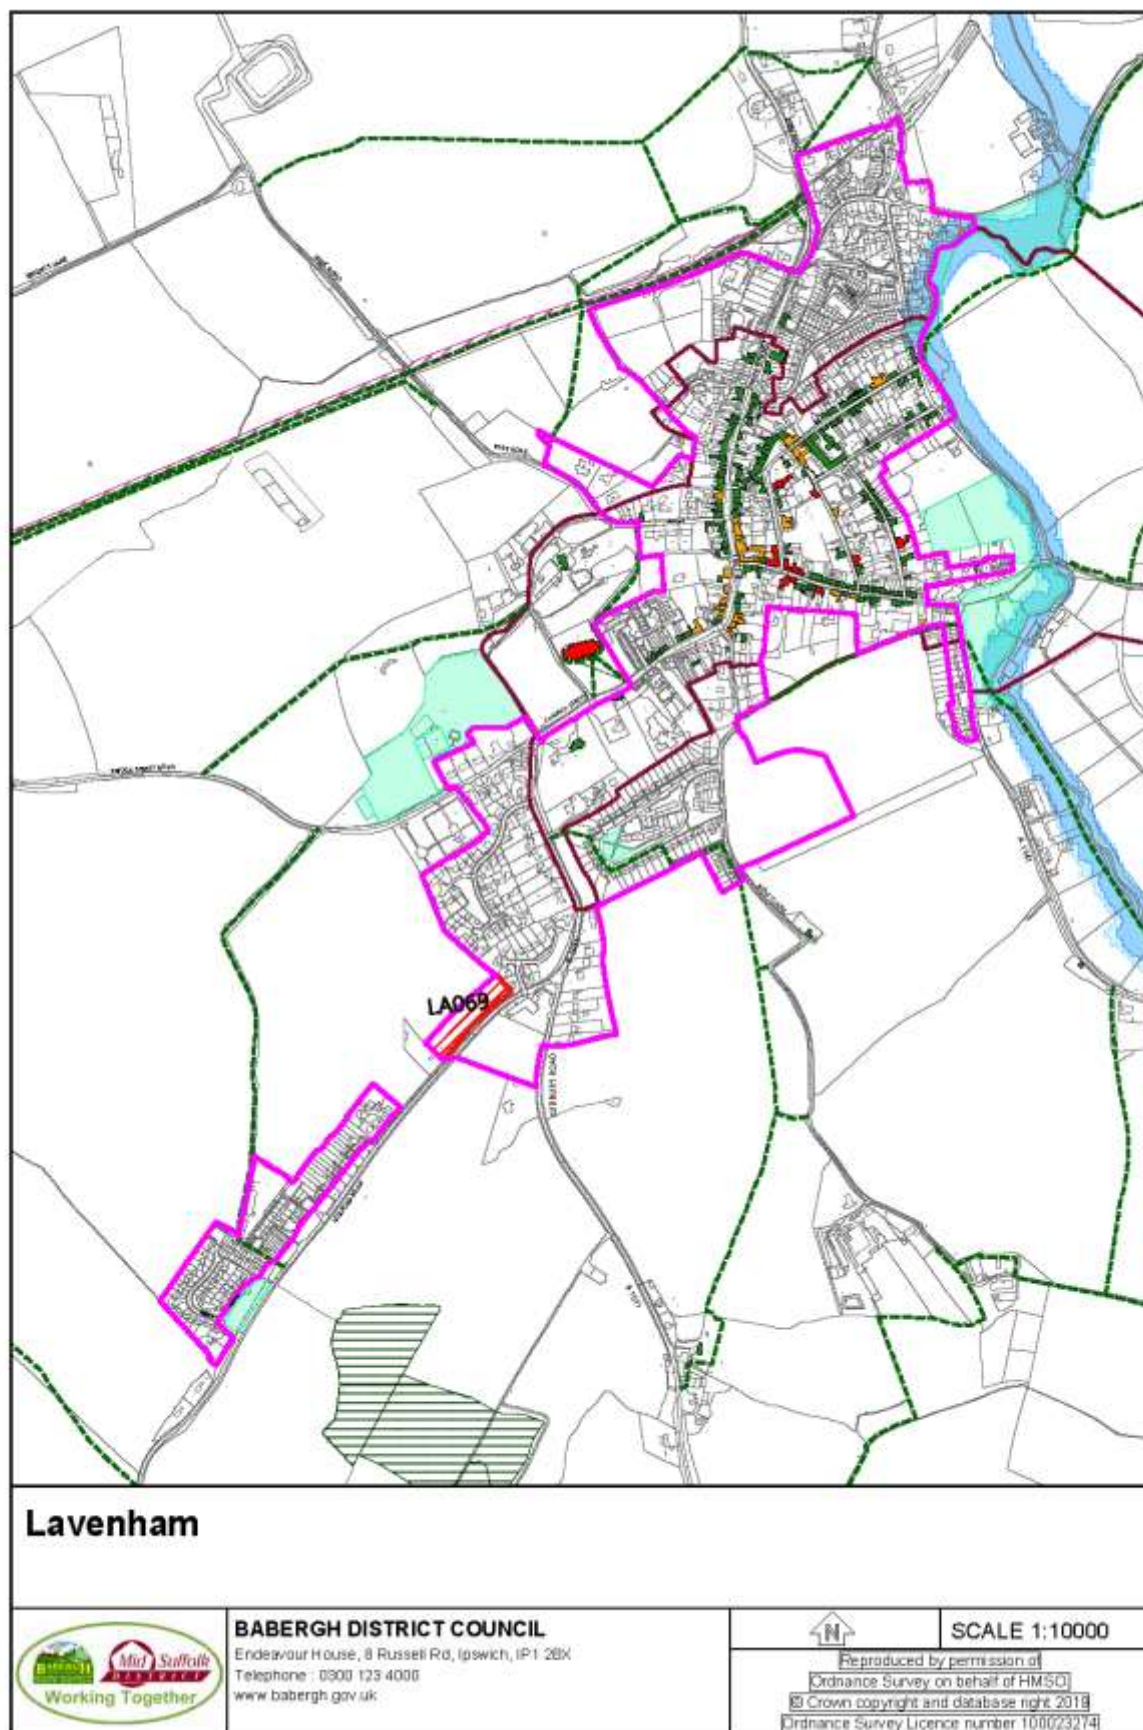 LA069
Lavenham
BABERGH
Mid Suffolk
DISTRICT
Working Together
BABERGH DISTRICT COUNCIL
Endeavour House, 8 Russell Rd, Ipswich, IP1 2BX
Telephone : 0300 123 4000
www.babergh.gov.uk
N
SCALE 1:10000
Reproduced by permission of
Ordnance Survey on behalf of HMSO.
© Crown copyright and database right 2019
Ordnance Survey Licence number 100023274